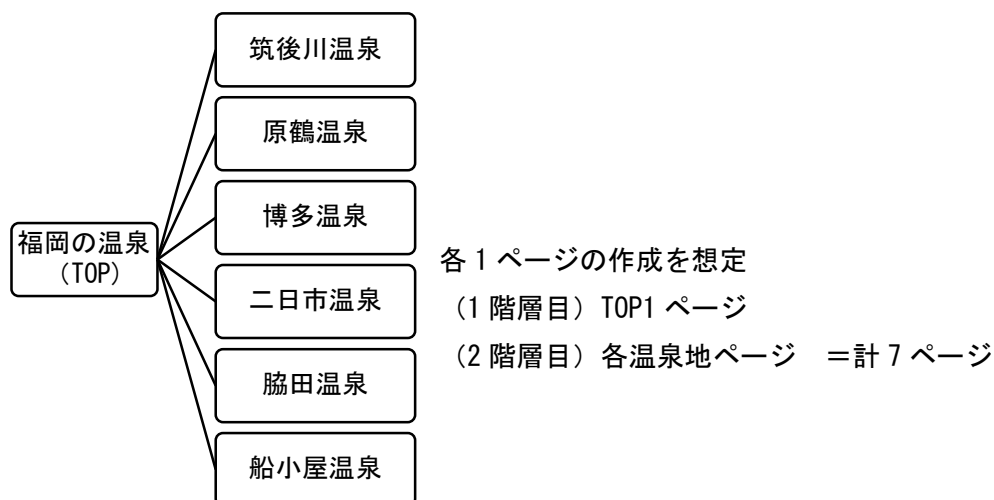 筑後川温泉
原鶴温泉
博多温泉
福岡の温泉
（TOP）
二日市温泉
脇田温泉
船小屋温泉
各1ページの作成を想定
（1階層目）TOP1ページ
（2階層目）各温泉地ページ　＝計7ページ